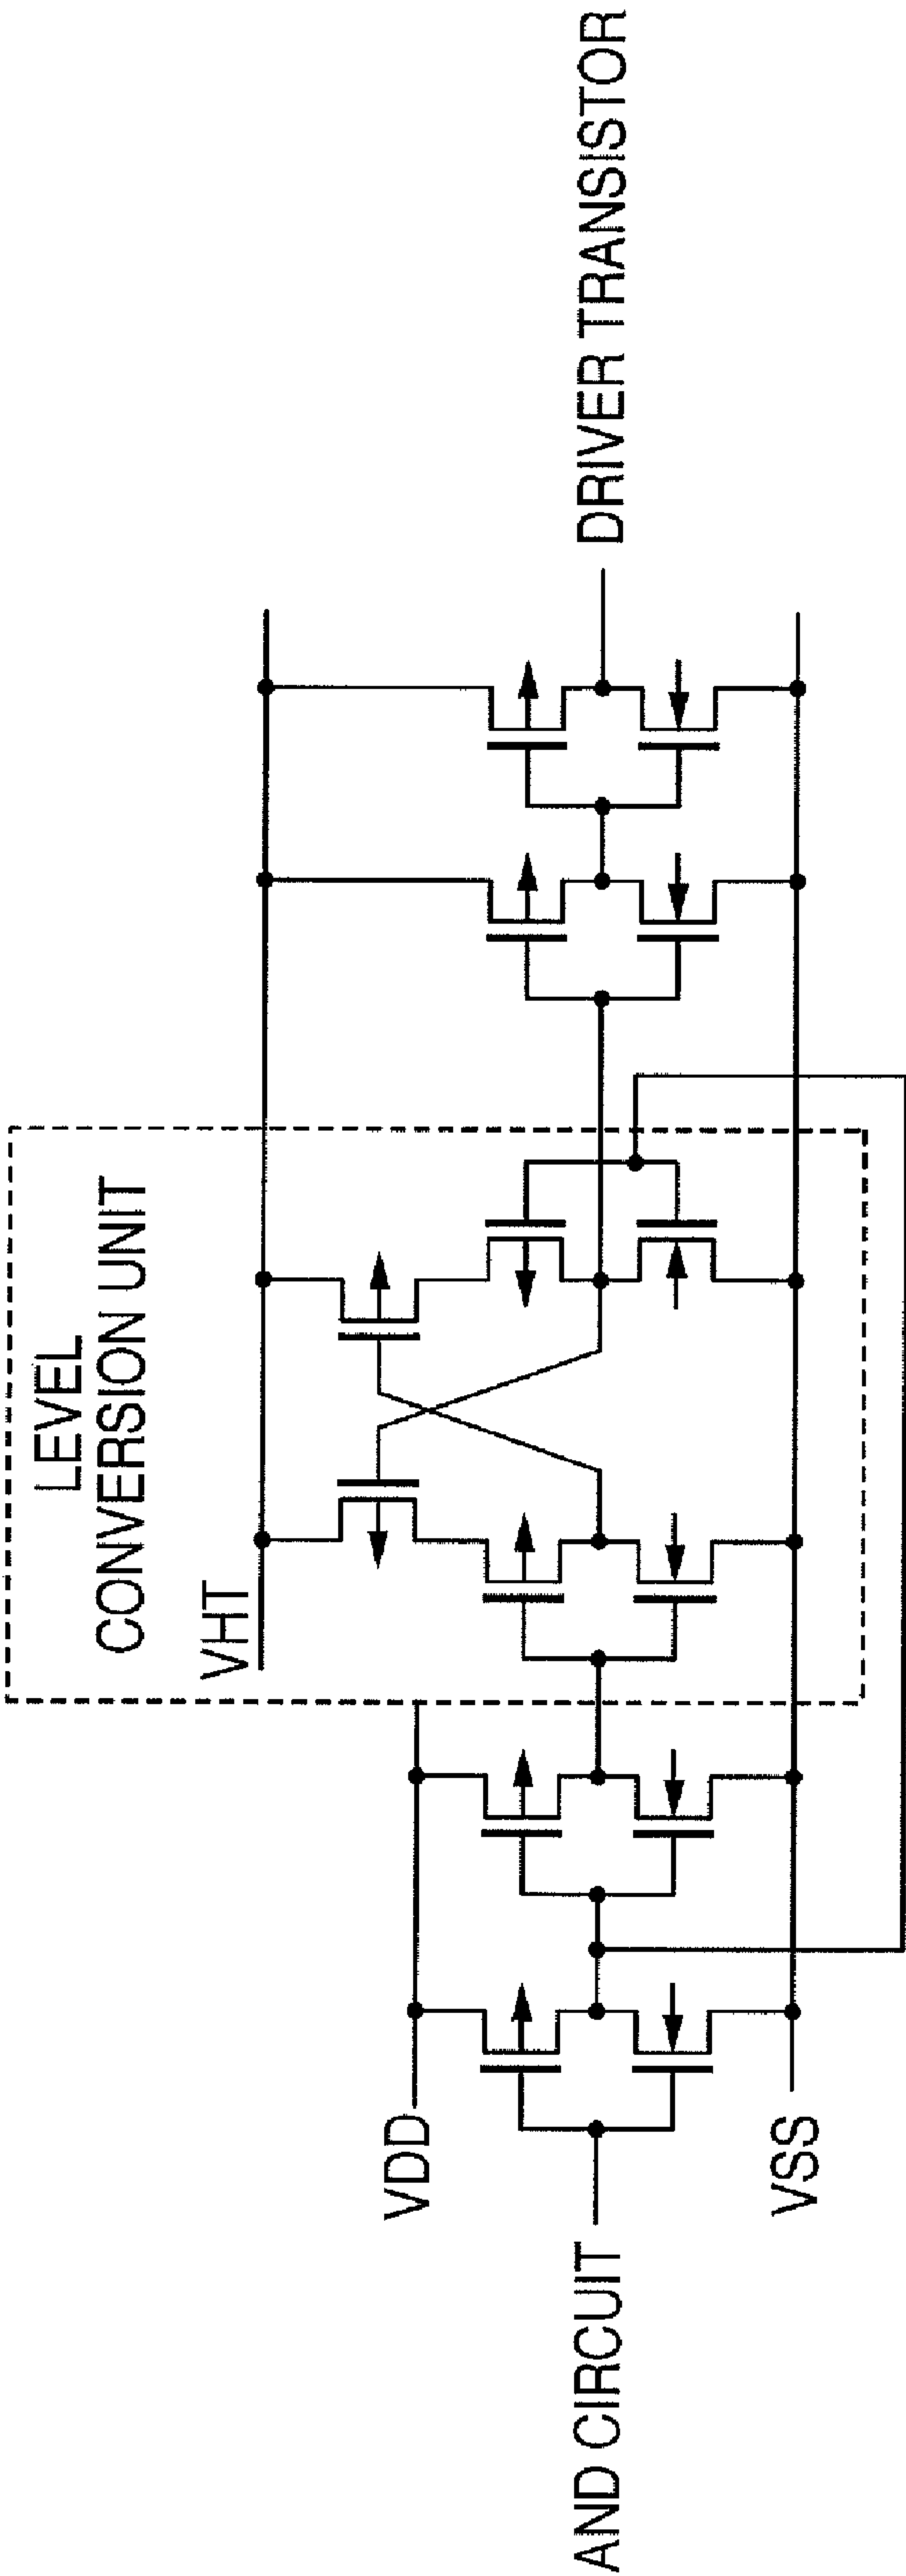 LEVEL
CONVERSION UNIT
VHT
VDD
VSS
AND CIRCUIT
DRIVER TRANSISTOR